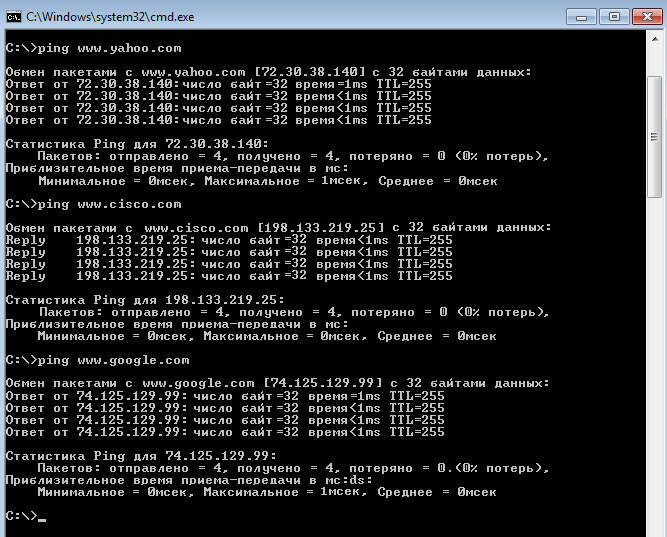 C:\Windows\system32\cmd.exe
C:\>ping www.yahoo.com
Обмен пакетами с www.yahoo.com [72.30.38.140] с 32 байтами данных:
Ответ от 72.30.38.140: число байт=32 время=1ms TTL=255
Ответ от 72.30.38.140: число байт=32 время<1ms TTL=255
Ответ от 72.30.38.140: число байт=32 время<1ms TTL=255
Ответ от 72.30.38.140: число байт=32 время<1ms TTL=255
Статистика Ping для 72.30.38.140:
Пакетов: отправлено = 4, получено = 4, потеряно = 0 (0% потерь),
Приблизительное время приема-передачи в мс:
Минимальное = 0мсек, Максимальное = 1мсек, Среднее = 0мсек
C:\>ping www.cisco.com
Обмен пакетами с www.cisco.com [198.133.219.25] с 32 байтами данных:
Reply 198.133.219.25: число байт=32 время<1ms TTL=255
Reply 198.133.219.25: число байт=32 время<1ms TTL=255
Reply 198.133.219.25: число байт=32 время<1ms TTL=255
Reply 198.133.219.25: число байт=32 время<1ms TTL=255
Статистика Ping для 198.133.219.25:
Пакетов: отправлено = 4, получено = 4, потеряно = 0 (0% потерь),
Приблизительное время приема-передачи в мс:
Минимальное = 0мсек, Максимальное = 0мсек, Среднее = 0мсек
C:\>ping www.google.com
Обмен пакетами с www.google.com [74.125.129.99] с 32 байтами данных:
Ответ от 74.125.129.99: число байт=32 время=1ms TTL=255
Ответ от 74.125.129.99: число байт=32 время<1ms TTL=255
Ответ от 74.125.129.99: число байт=32 время<1ms TTL=255
Ответ от 74.125.129.99: число байт=32 время<1ms TTL=255
Статистика Ping для 74.125.129.99:
Пакетов: отправлено = 4, получено = 4, потеряно = 0.(0% потерь),
Приблизительное время приема-передачи в мс:ds:
Минимальное = 0мсек, Максимальное = 1мсек, Среднее = 0мсек
C:\>_